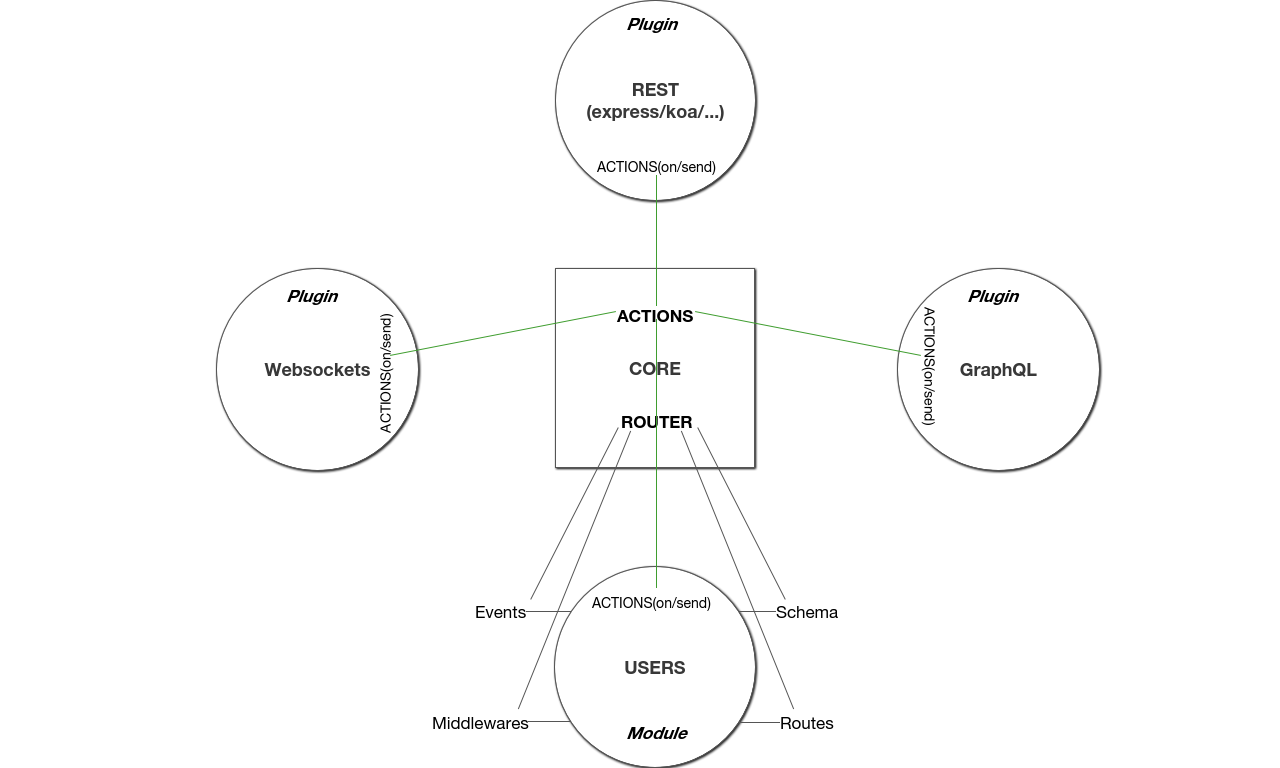 Plugin
REST
(express/koa/...)
ACTIONS(on/send)
Plugin
Websockets
ACTIONS(on/send)
ACTIONS
CORE
ROUTER
Plugin
ACTIONS(on/send)
GraphQL
Events
ACTIONS(on/send)
Schema
USERS
Middlewares
Module
Routes